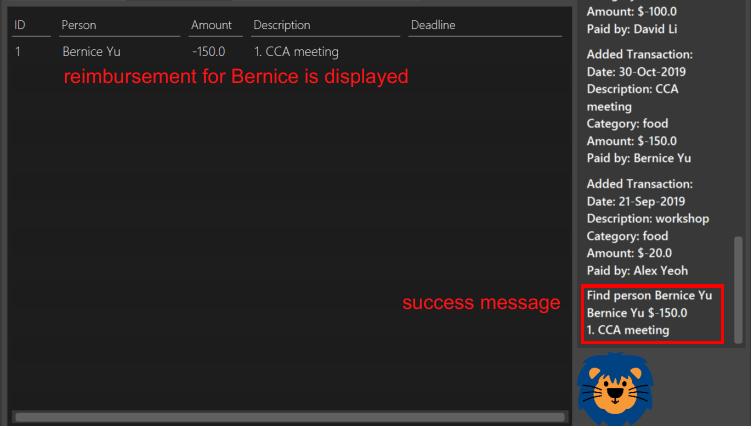 ID Person Amount Description Deadline
1 Bernice Yu -150.0 1. CCA meeting
reimbursement for Bernice is displayed
success message
Amount: $-100.0
Paid by: David Li
Added Transaction:
Date: 30-Oct-2019
Description: CCA
meeting
Category: food
Amount: $-150.0
Paid by: Bernice Yu
Added Transaction:
Date: 21-Sep-2019
Description: workshop
Category: food
Amount: $-20.0
Paid by: Alex Yeoh
Find person Bernice Yu
Bernice Yu $-150.0
1. CCA meeting